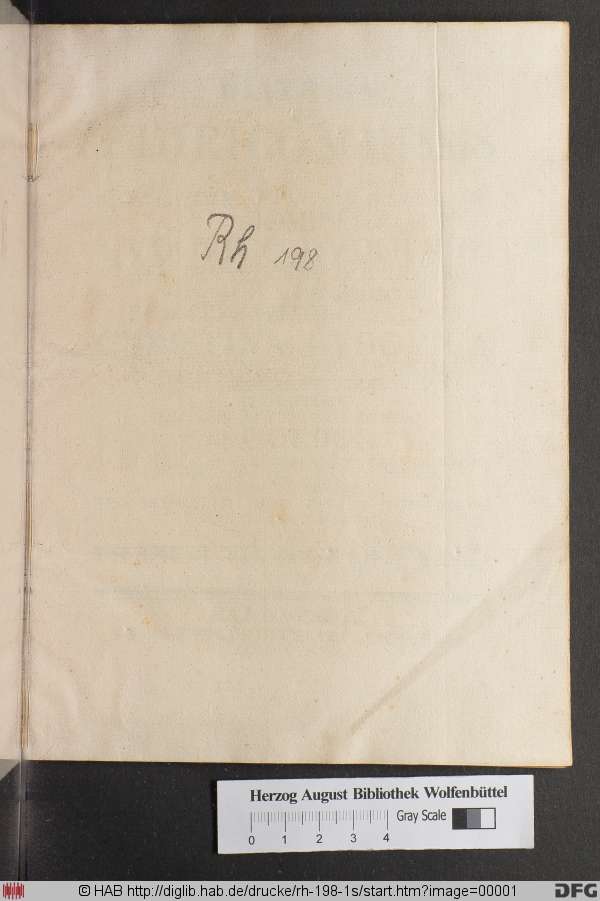 Rh 198
Herzog August Bibliothek Wolfenbüttel
Gray Scale
0 1 2 3 4
© HAB http://diglib.hab.de/drucke/rh-198-1s/start.htm?image=00001
DFG